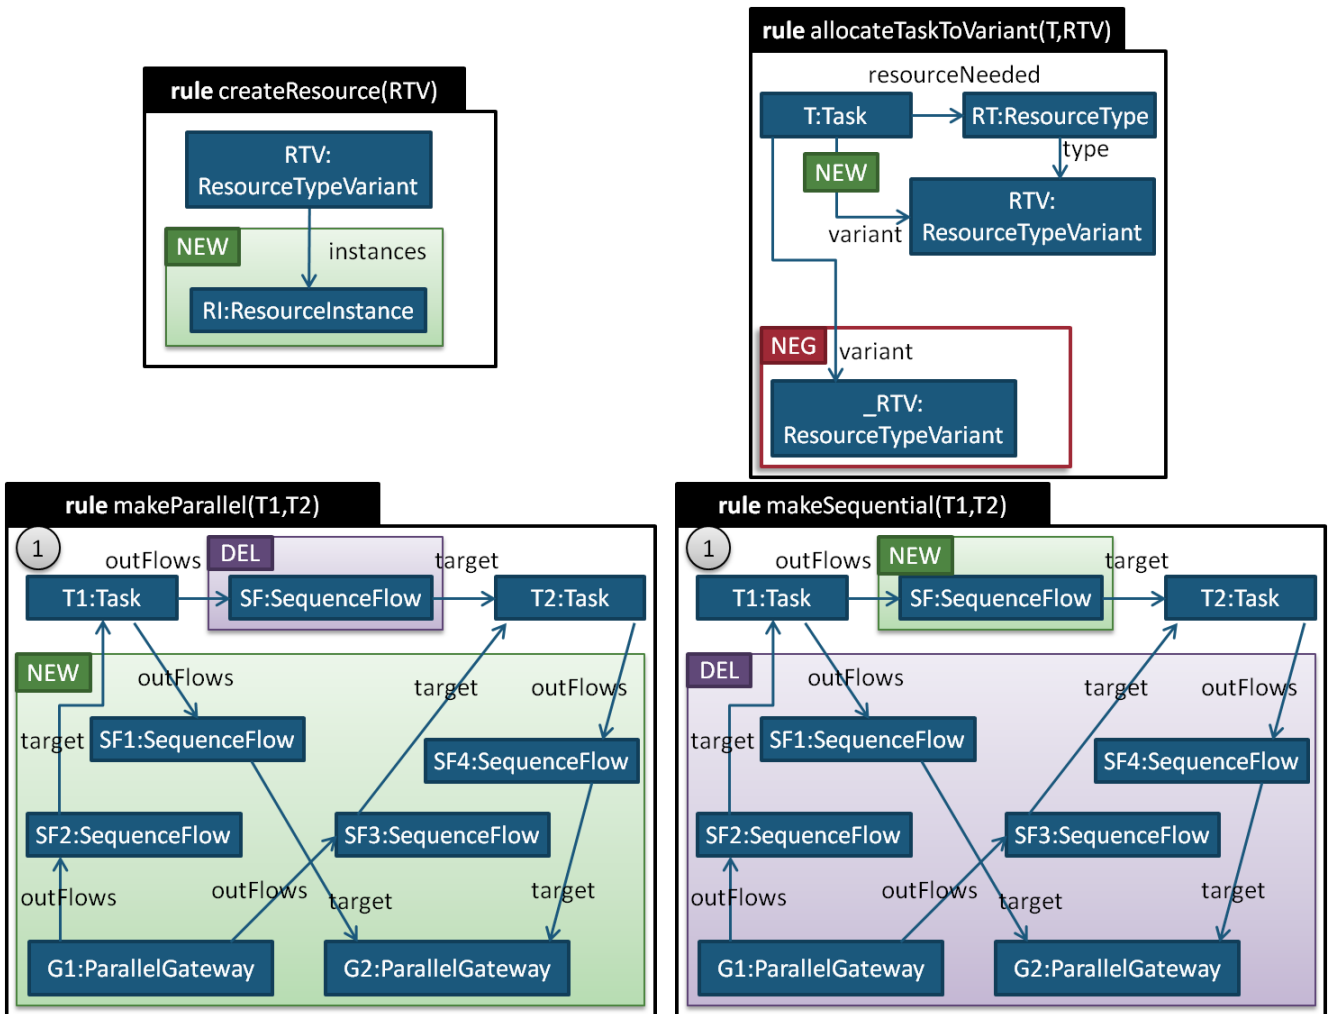 rule createResource(RTV)
RTV:
ResourceTypeVariant
NEW
instances
RI:ResourceInstance
rule allocateTaskToVariant(T,RTV)
resourceNeeded
T:Task
RT:ResourceType
type
NEW
RTV:
ResourceTypeVariant
variant
NEG
variant
_RTV:
ResourceTypeVariant
rule makeParallel(T1,T2)
1
outFlows
DEL
target
T1:Task
SF:SequenceFlow
T2:Task
NEW
outFlows
target
outFlows
target
SF1:SequenceFlow
SF4:SequenceFlow
SF2:SequenceFlow
SF3:SequenceFlow
outFlows
outFlows
target
target
G1:ParallelGateway
G2:ParallelGateway
rule makeSequential(T1,T2)
1
outFlows
NEW
target
T1:Task
SF:SequenceFlow
T2:Task
DEL
outFlows
target
outFlows
target
SF1:SequenceFlow
SF4:SequenceFlow
SF2:SequenceFlow
SF3:SequenceFlow
outFlows
outFlows
target
target
G1:ParallelGateway
G2:ParallelGateway